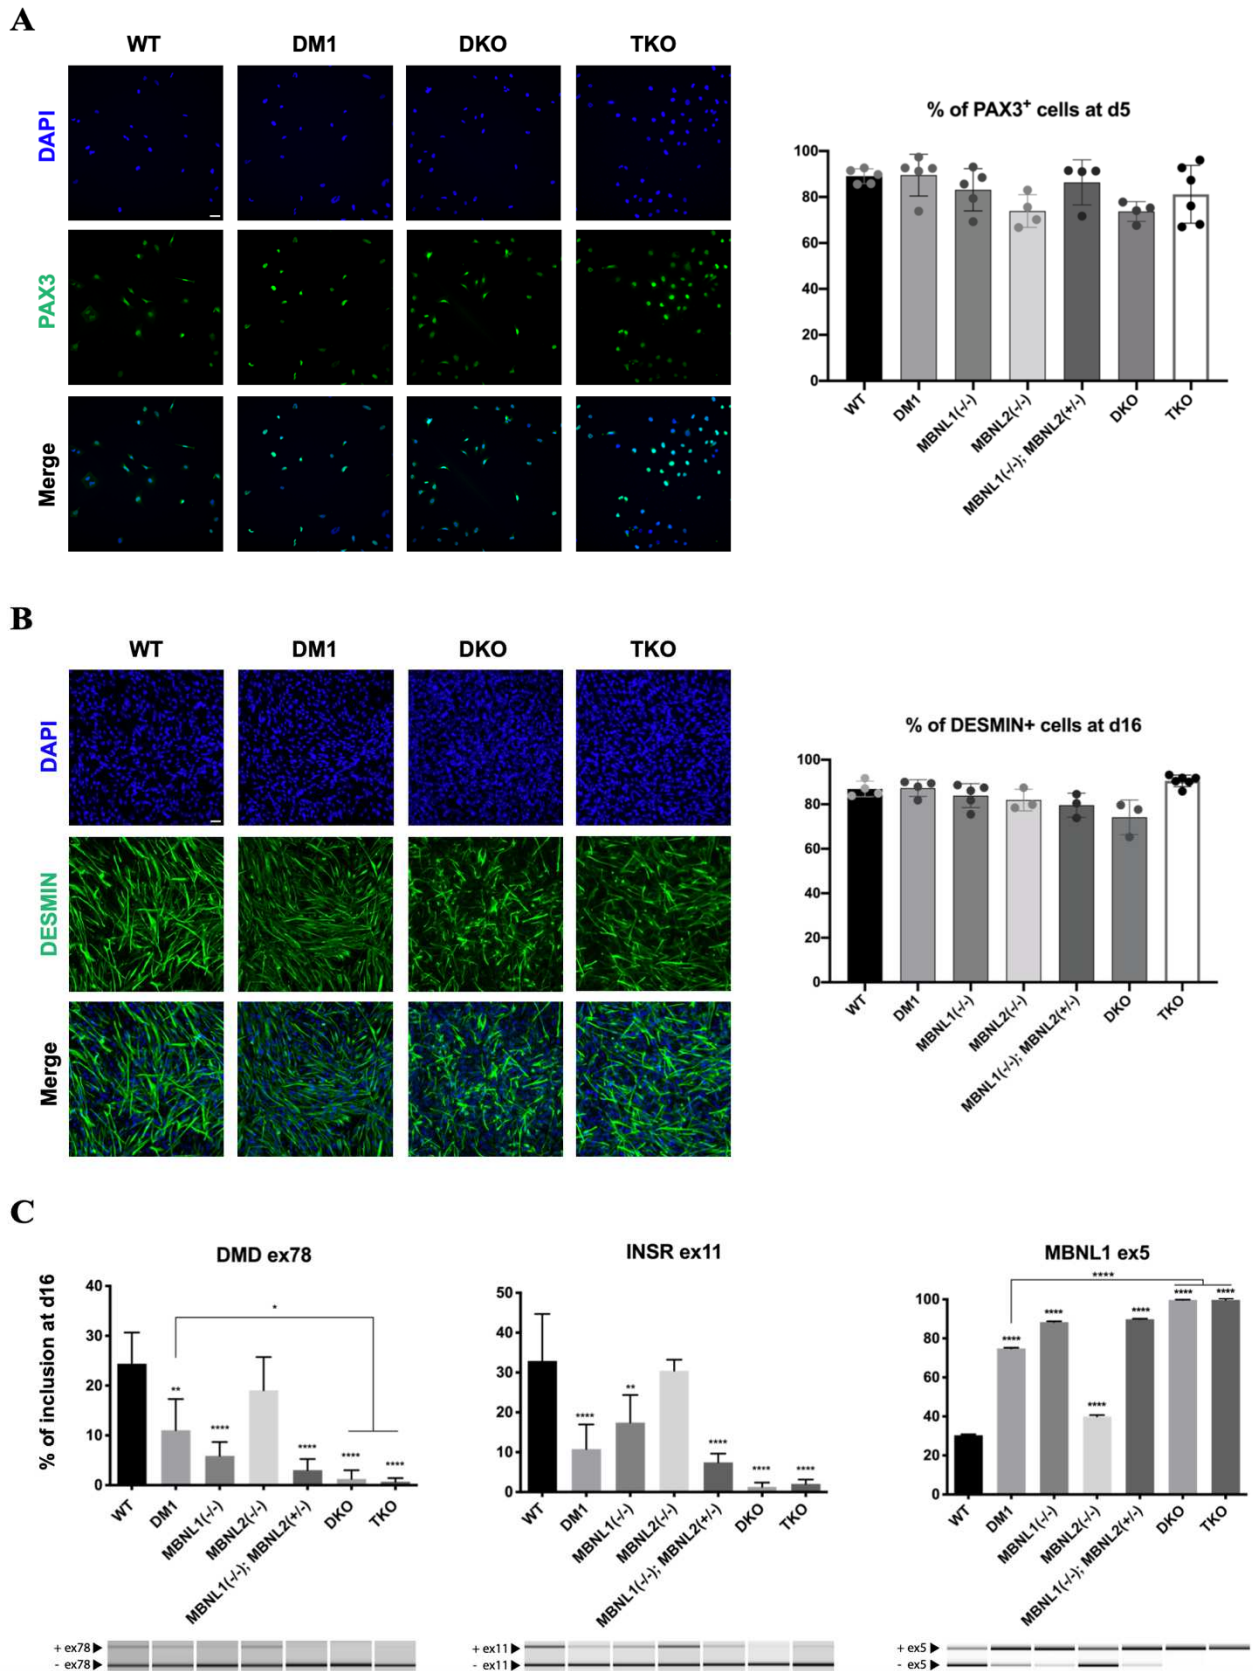 A
WT
DM1
DKO
TKO
DAPI
PAX3
Merge
% of PAX3+ cells at d5
100
80
60
40
20
0
WT
DM1
MBNL1(-/-)
MBNL2(-/-)
MBNL1(-/-); MBNL2(+/-)
DKO
TKO
B
WT
DM1
DKO
TKO
DAPI
DESMIN
Merge
% of DESMIN+ cells at d16
100
80
60
40
20
0
WT
DM1
MBNL1(-/-)
MBNL2(-/-)
MBNL1(-/-); MBNL2(+/-)
DKO
TKO
C
% of inclusion at d16
DMD ex78
40
30
20
10
0
*
**
****
****
****
****
WT
DM1
MBNL1(-/-)
MBNL2(-/-)
MBNL1(-/-); MBNL2(+/-)
DKO
TKO
+ ex78
- ex78
INSR ex11
50
40
30
20
10
0
****
**
****
****
****
WT
DM1
MBNL1(-/-)
MBNL2(-/-)
MBNL1(-/-); MBNL2(+/-)
DKO
TKO
+ ex11
- ex11
MBNL1 ex5
100
80
60
40
20
0
****
****
****
****
****
****
****
WT
DM1
MBNL1(-/-)
MBNL2(-/-)
MBNL1(-/-); MBNL2(+/-)
DKO
TKO
+ ex5
- ex5